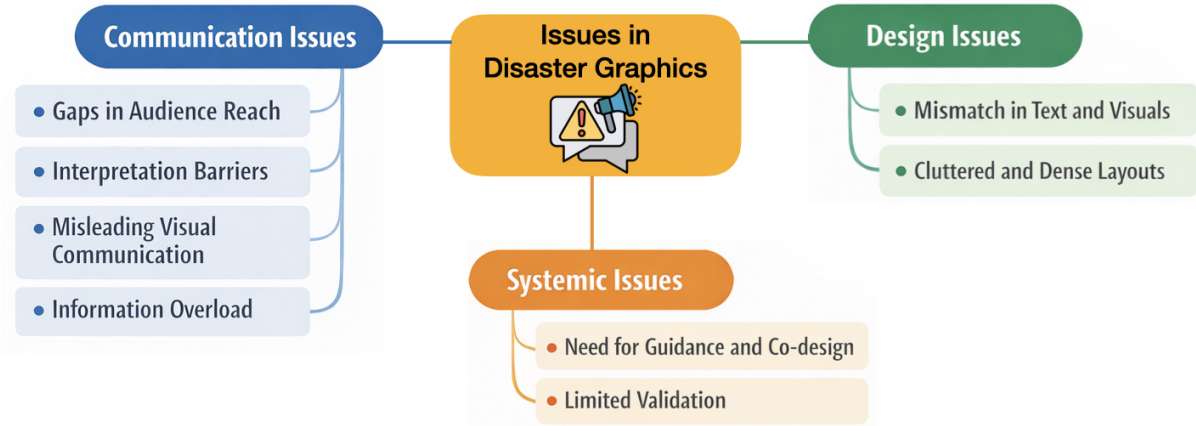 Issues in
Disaster Graphics
Communication Issues
Gaps in Audience Reach
Interpretation Barriers
Misleading Visual
Communication
Information Overload
Design Issues
Mismatch in Text and Visuals
Cluttered and Dense Layouts
Systemic Issues
Need for Guidance and Co-design
Limited Validation